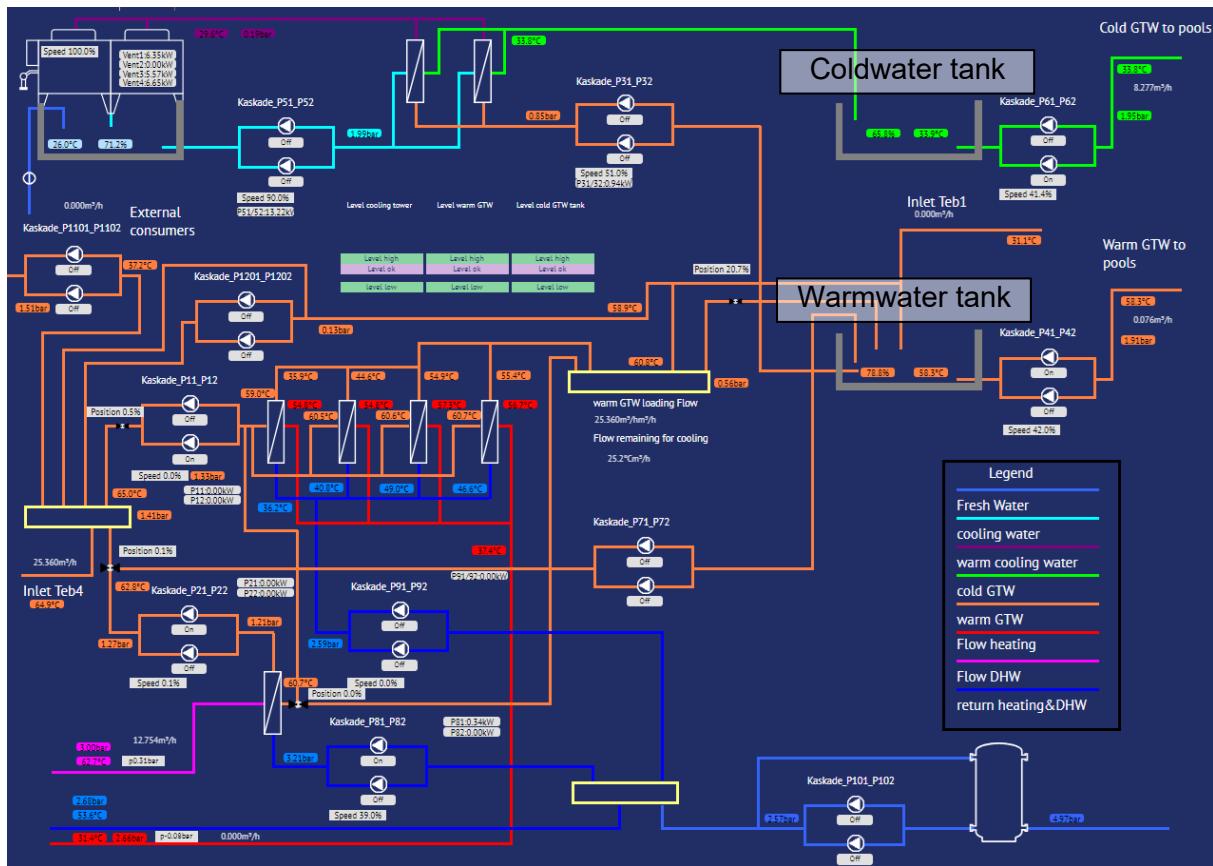 Speed 100.0%
Vent1:6.35kW
Vent2:0.00kW
Vent3:5.57kW
Vent4:6.65kW
29.6°C
0.19bar
33.8°C
Coldwater tank
Cold GTW to pools
33.8°C
8.277m³/h
1.95bar
26.0°C
71.2%
Kaskade_P51_P52
Off
Off
Speed 90.0%
P51/52:13.22kW
1.98bar
0.85bar
Kaskade_P31_P32
Off
Off
Speed 51.0%
P31/32:0.94kW
65.8%
33.9°C
Kaskade_P61_P62
Off
On
Speed 41.4%
0.000m³/h
External
consumers
Level cooling tower
Level warm GTW
Level cold GTW tank
Level high
Level ok
level low
Level high
Level ok
Level low
Level high
Level ok
Level low
Inlet Teb1
0.000m³/h
31.1°C
Kaskade_P1101_P1102
Off
Off
37.2°C
1.51bar
Kaskade_P1201_P1202
Off
Off
0.13bar
58.9°C
Position 20.7%
Warmwater tank
Warm GTW to
pools
58.3°C
0.076m³/h
1.91bar
78.8%
58.3°C
Kaskade_P41_P42
On
Off
Speed 42.0%
Kaskade_P11_P12
Off
On
Position 0.5%
Speed 0.0%
1.33bar
P11:0.00kW
P12:0.00kW
59.0°C
35.9°C
44.6°C
54.9°C
55.4°C
60.5°C
60.6°C
57.5°C
60.7°C
56.7°C
36.2°C
40.8°C
49.0°C
46.6°C
60.8°C
0.56bar
warm GTW loading Flow
25.360m³/hm³/h
Flow remaining for cooling
25.2°Cm³/h
65.0°C
1.41bar
25.360m³/h
Inlet Teb4
64.9°C
Position 0.1%
62.8°C
Kaskade_P21_P22
P21:0.00kW
P22:0.00kW
On
Off
1.27bar
1.21bar
Speed 0.1%
Kaskade_P91_P92
37.4°C
P91/92:0.00kW
Off
Off
2.59bar
Speed 0.0%
Kaskade_P71_P72
Off
Off
60.7°C
Position 0.0%
Kaskade_P81_P82
P81:0.34kW
P82:0.00kW
On
Off
3.21bar
Speed 39.0%
12.754m³/h
3.00bar
62.7°C
p0.31bar
2.68bar
53.6°C
31.4°C
2.66bar
p-0.08bar
0.000m³/h
Kaskade_P101_P102
Off
Off
2.57bar
4.97bar
Legend
Fresh Water
cooling water
warm cooling water
cold GTW
warm GTW
Flow heating
Flow DHW
return heating&DHW